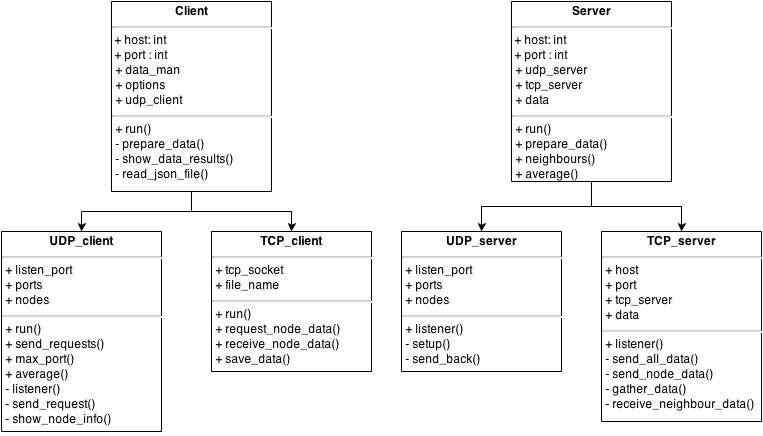 Client
+ host: int
+ port : int
+ data_man
+ options
+ udp_client
+ run()
- prepare_data()
- show_data_results()
- read_json_file()
Server
+ host: int
+ port : int
+ udp_server
+ tcp_server
+ data
+ run()
+ prepare_data()
+ neighbours()
+ average()
UDP_client
+ listen_port
+ ports
+ nodes
+ run()
+ send_requests()
+ max_port()
+ average()
- listener()
- send_request()
- show_node_info()
TCP_client
+ tcp_socket
+ file_name
+ run()
+ request_node_data()
+ receive_node_data()
+ save_data()
UDP_server
+ listen_port
+ ports
+ nodes
+ listener()
- setup()
- send_back()
TCP_server
+ host
+ port
+ tcp_server
+ data
+ listener()
- send_all_data()
- send_node_data()
- gather_data()
- receive_neighbour_data()